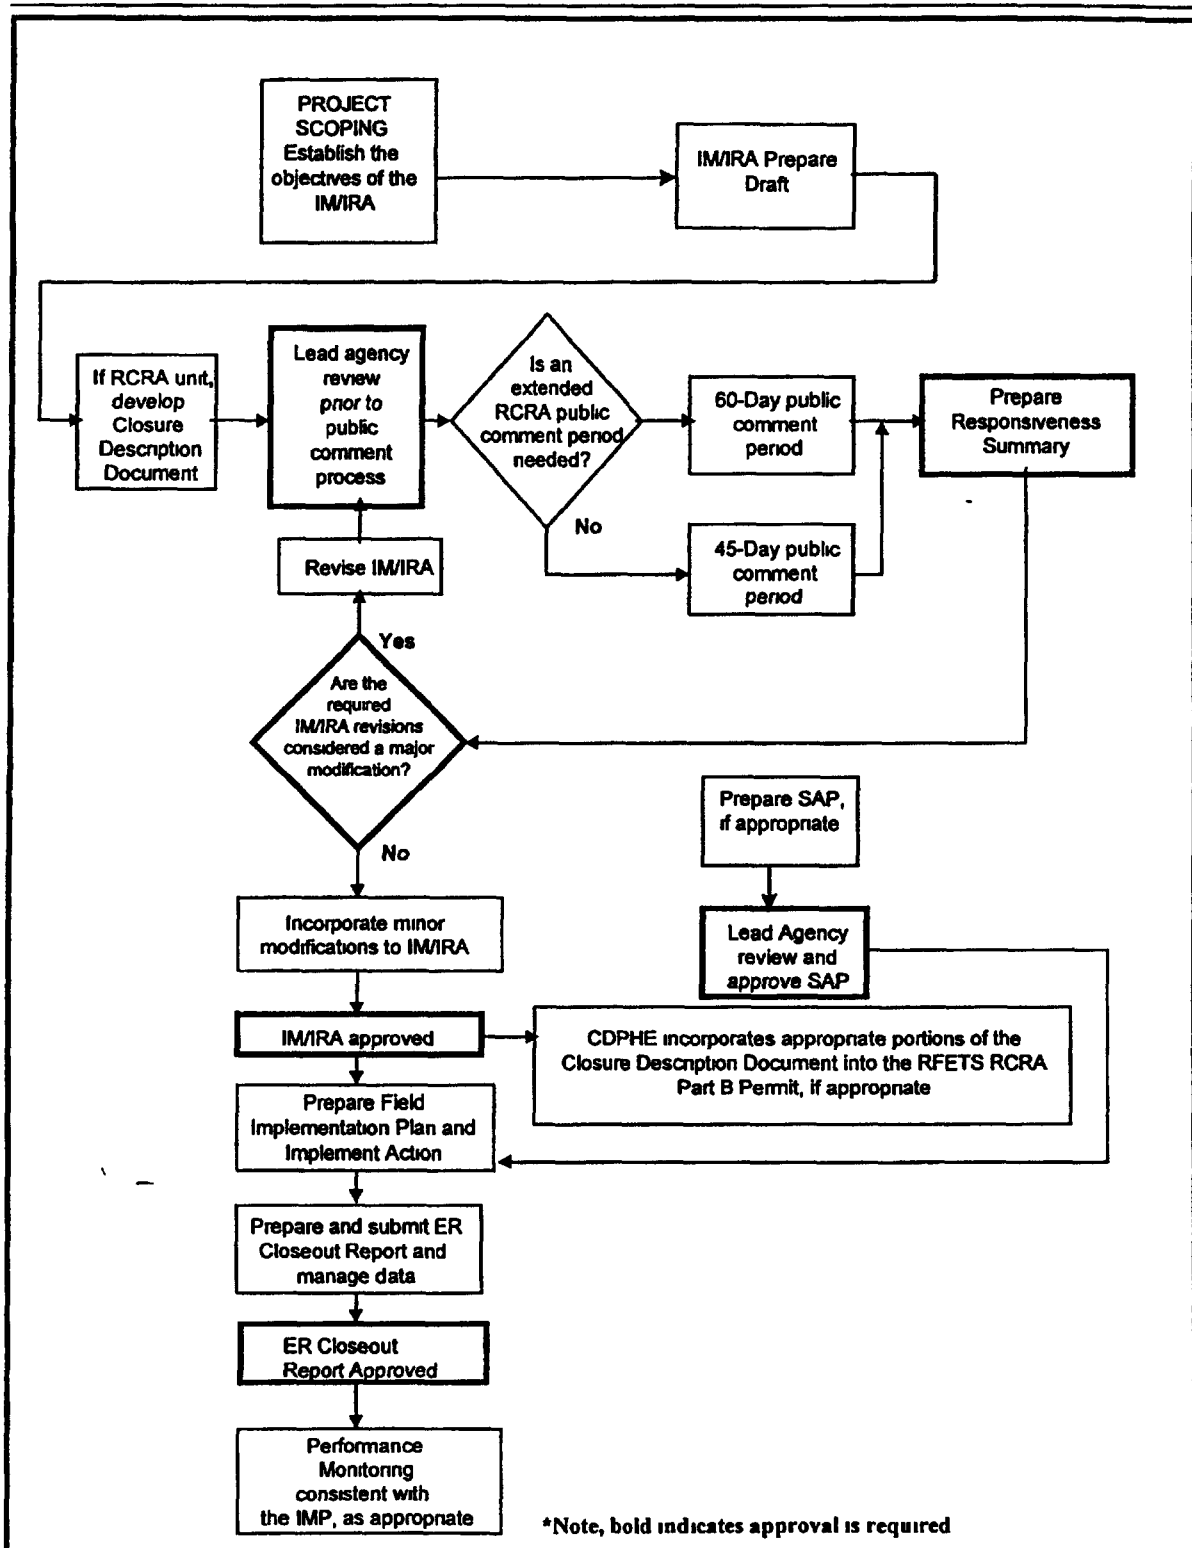 PROJECT
SCOPING
Establish the
objectives of the
IM/IRA
IM/IRA Prepare
Draft
If RCRA unit,
develop
Closure
Description
Document
Lead agency
review
prior to
public
comment
process
Is an
extended
RCRA public
comment period
needed?
60-Day public
comment
period
Prepare
Responsiveness
Summary
No
45-Day public
comment
period
Revise IM/IRA
Yes
Are the
required
IM/IRA revisions
considered a major
modification?
No
Prepare SAP,
if appropriate
Lead Agency
review and
approve SAP
Incorporate minor
modifications to IM/IRA
IM/IRA approved
CDPHE incorporates appropriate portions of the
Closure Description Document into the RFETS RCRA
Part B Permit, if appropriate
Prepare Field
Implementation Plan and
Implement Action
Prepare and submit ER
Closeout Report and
manage data
ER Closeout
Report Approved
Performance
Monitoring
consistent with
the IMP, as appropriate
*Note, bold indicates approval is required